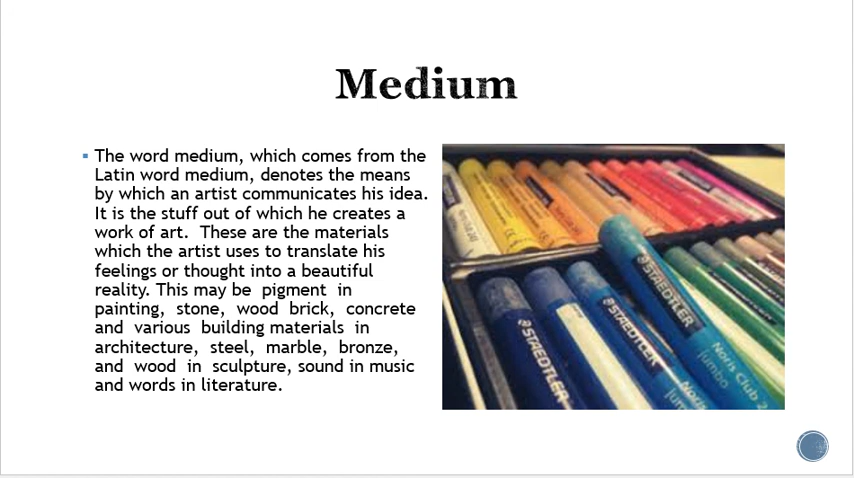 Medium
The word medium, which comes from the
Latin word medium, denotes the means
by which an artist communicates his idea.
It is the stuff out of which he creates a
work of art.  These are the materials
which the artist uses to translate his
feelings or thought into a beautiful
reality. This may be  pigment  in
painting,  stone,  wood  brick,  concrete
and  various  building materials  in
architecture,  steel,  marble,  bronze,
and  wood  in  sculpture, sound in music
and words in literature.
STAEDTLER
STAEDTLER
STAEDTLER
Noris Club 2
jumbo